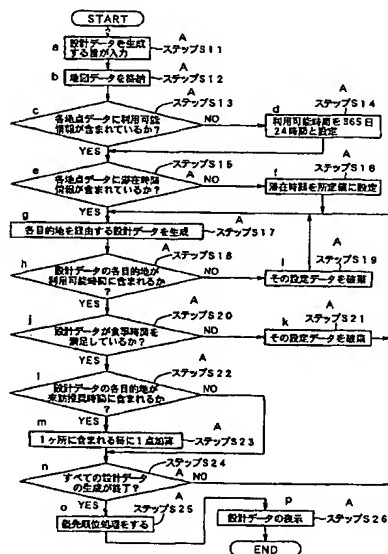 START
A
a 設計データを生成
する旨が入力
ステップS11
A
b 地図データを格納
ステップS12
A
ステップS13
c 各地点データに利用可能
情報が含まれているか?
NO
YES
A
ステップS14
d 利用可能時間を365日
24時間と設定
A
ステップS15
e 各地点データに滞在時間
情報が含まれているか?
NO
YES
A
ステップS16
f 滞在時間を所定値に設定
g 各目的地を経由する設計データを生成
A
ステップS17
A
ステップS18
h 設計データの各目的地が
利用可能時間に含まれるか
?
NO
YES
A
ステップS19
i その設定データを破棄
A
ステップS20
j 設計データが食事時間を
満足しているか?
NO
YES
A
ステップS21
k その設定データを破棄
A
ステップS22
l 設計データの各目的地が
来訪推奨時間に含まれるか
?
NO
YES
m 1ヶ所に含まれる毎に1点加算
A
ステップS23
A
ステップS24
n すべての設計データ
の生成が終了?
NO
YES
A
ステップS25
o 優先順位処理をする
p 設計データの表示
A
ステップS26
END